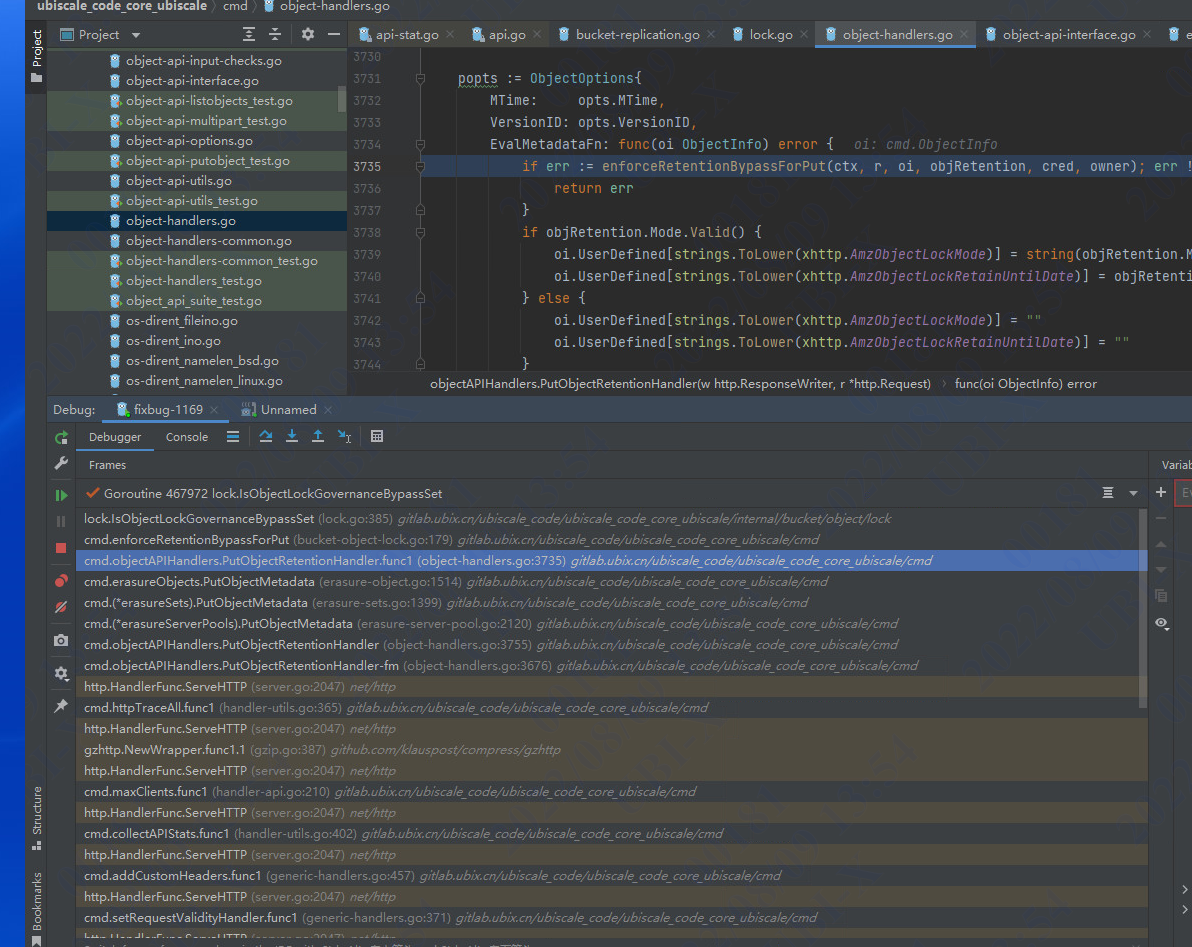 ubiscale_code_core_ubiscale 〉 cmd 〉 object-handlers.go
Project
api-stat.go × api.go × bucket-replication.go × lock.go × object-handlers.go × object-api-interface.go ×
Project
object-api-input-checks.go
object-api-interface.go
object-api-listobjects_test.go
object-api-multipart_test.go
object-api-options.go
object-api-putobject_test.go
object-api-utils.go
object-api-utils_test.go
object-handlers.go
object-handlers-common.go
object-handlers-common_test.go
object-handlers_test.go
object_api_suite_test.go
os-dirent_fileino.go
os-dirent_ino.go
os-dirent_namelen_bsd.go
os-dirent_namelen_linux.go
3730
3731 popts := ObjectOptions{
3732 MTime: opts.MTime,
3733 VersionID: opts.VersionID,
3734 EvalMetadataFn: func(oi ObjectInfo) error { oi: cmd.ObjectInfo
3735 if err := enforceRetentionBypassForPut(ctx, r, oi, objRetention, cred, owner); err !
3736 return err
3737 }
3738 if objRetention.Mode.Valid() {
3739 oi.UserDefined[strings.ToLower(xhttp.AmzObjectLockMode)] = string(objRetention.M
3740 oi.UserDefined[strings.ToLower(xhttp.AmzObjectLockRetainUntilDate)] = objRetenti
3741 } else {
3742 oi.UserDefined[strings.ToLower(xhttp.AmzObjectLockMode)] = ""
3743 oi.UserDefined[strings.ToLower(xhttp.AmzObjectLockRetainUntilDate)] = ""
3744 }
objectAPIHandlers.PutObjectRetentionHandler(w http.ResponseWriter, r *http.Request) 〉 func(oi ObjectInfo) error
Debug: fixbug-1169 × Unnamed ×
Debugger Console
Frames
Variab
Goroutine 467972 lock.IsObjectLockGovernanceBypassSet
lock.IsObjectLockGovernanceBypassSet (lock.go:385) gitlab.ubix.cn/ubiscale_code/ubiscale_code_core_ubiscale/internal/bucket/object/lock
cmd.enforceRetentionBypassForPut (bucket-object-lock.go:179) gitlab.ubix.cn/ubiscale_code/ubiscale_code_core_ubiscale/cmd
cmd.objectAPIHandlers.PutObjectRetentionHandler.func1 (object-handlers.go:3735) gitlab.ubix.cn/ubiscale_code/ubiscale_code_core_ubiscale/cmd
cmd.erasureObjects.PutObjectMetadata (erasure-object.go:1514) gitlab.ubix.cn/ubiscale_code/ubiscale_code_core_ubiscale/cmd
cmd.(*erasureSets).PutObjectMetadata (erasure-sets.go:1399) gitlab.ubix.cn/ubiscale_code/ubiscale_code_core_ubiscale/cmd
cmd.(*erasureServerPools).PutObjectMetadata (erasure-server-pool.go:2120) gitlab.ubix.cn/ubiscale_code/ubiscale_code_core_ubiscale/cmd
cmd.objectAPIHandlers.PutObjectRetentionHandler (object-handlers.go:3755) gitlab.ubix.cn/ubiscale_code/ubiscale_code_core_ubiscale/cmd
cmd.objectAPIHandlers.PutObjectRetentionHandler-fm (object-handlers.go:3676) gitlab.ubix.cn/ubiscale_code/ubiscale_code_core_ubiscale/cmd
http.HandlerFunc.ServeHTTP (server.go:2047) net/http
cmd.httpTraceAll.func1 (handler-utils.go:365) gitlab.ubix.cn/ubiscale_code/ubiscale_code_core_ubiscale/cmd
http.HandlerFunc.ServeHTTP (server.go:2047) net/http
gzhttp.NewWrapper.func1.1 (gzip.go:387) github.com/klauspost/compress/gzhttp
http.HandlerFunc.ServeHTTP (server.go:2047) net/http
cmd.maxClients.func1 (handler-api.go:210) gitlab.ubix.cn/ubiscale_code/ubiscale_code_core_ubiscale/cmd
http.HandlerFunc.ServeHTTP (server.go:2047) net/http
cmd.collectAPIStats.func1 (handler-utils.go:402) gitlab.ubix.cn/ubiscale_code/ubiscale_code_core_ubiscale/cmd
http.HandlerFunc.ServeHTTP (server.go:2047) net/http
cmd.addCustomHeaders.func1 (generic-handlers.go:457) gitlab.ubix.cn/ubiscale_code/ubiscale_code_core_ubiscale/cmd
http.HandlerFunc.ServeHTTP (server.go:2047) net/http
cmd.setRequestValidityHandler.func1 (generic-handlers.go:371) gitlab.ubix.cn/ubiscale_code/ubiscale_code_core_ubiscale/cmd
http.HandlerFunc.ServeHTTP (server.go:2047) net/http
Structure
Bookmarks